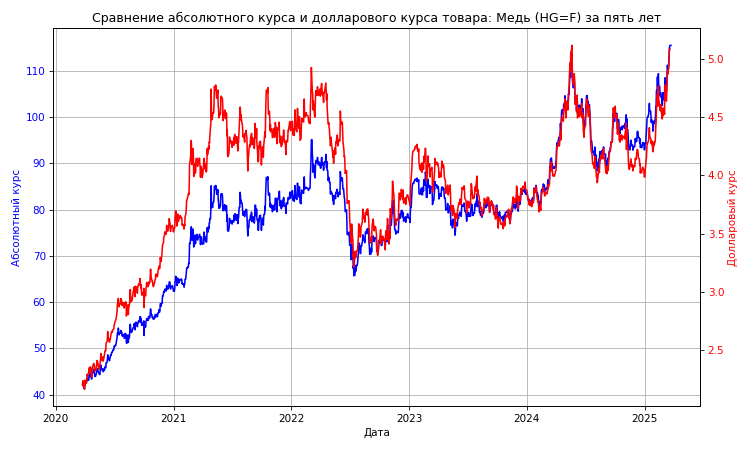 Сравнение абсолютного курса и долларового курса товара: Медь (HG=F) за пять лет
Абсолютный курс
110
100
90
80
70
60
50
40
5.0
4.5
4.0
3.5
3.0
2.5
Долларовый курс
2020 2021 2022 2023 2024 2025
Дата